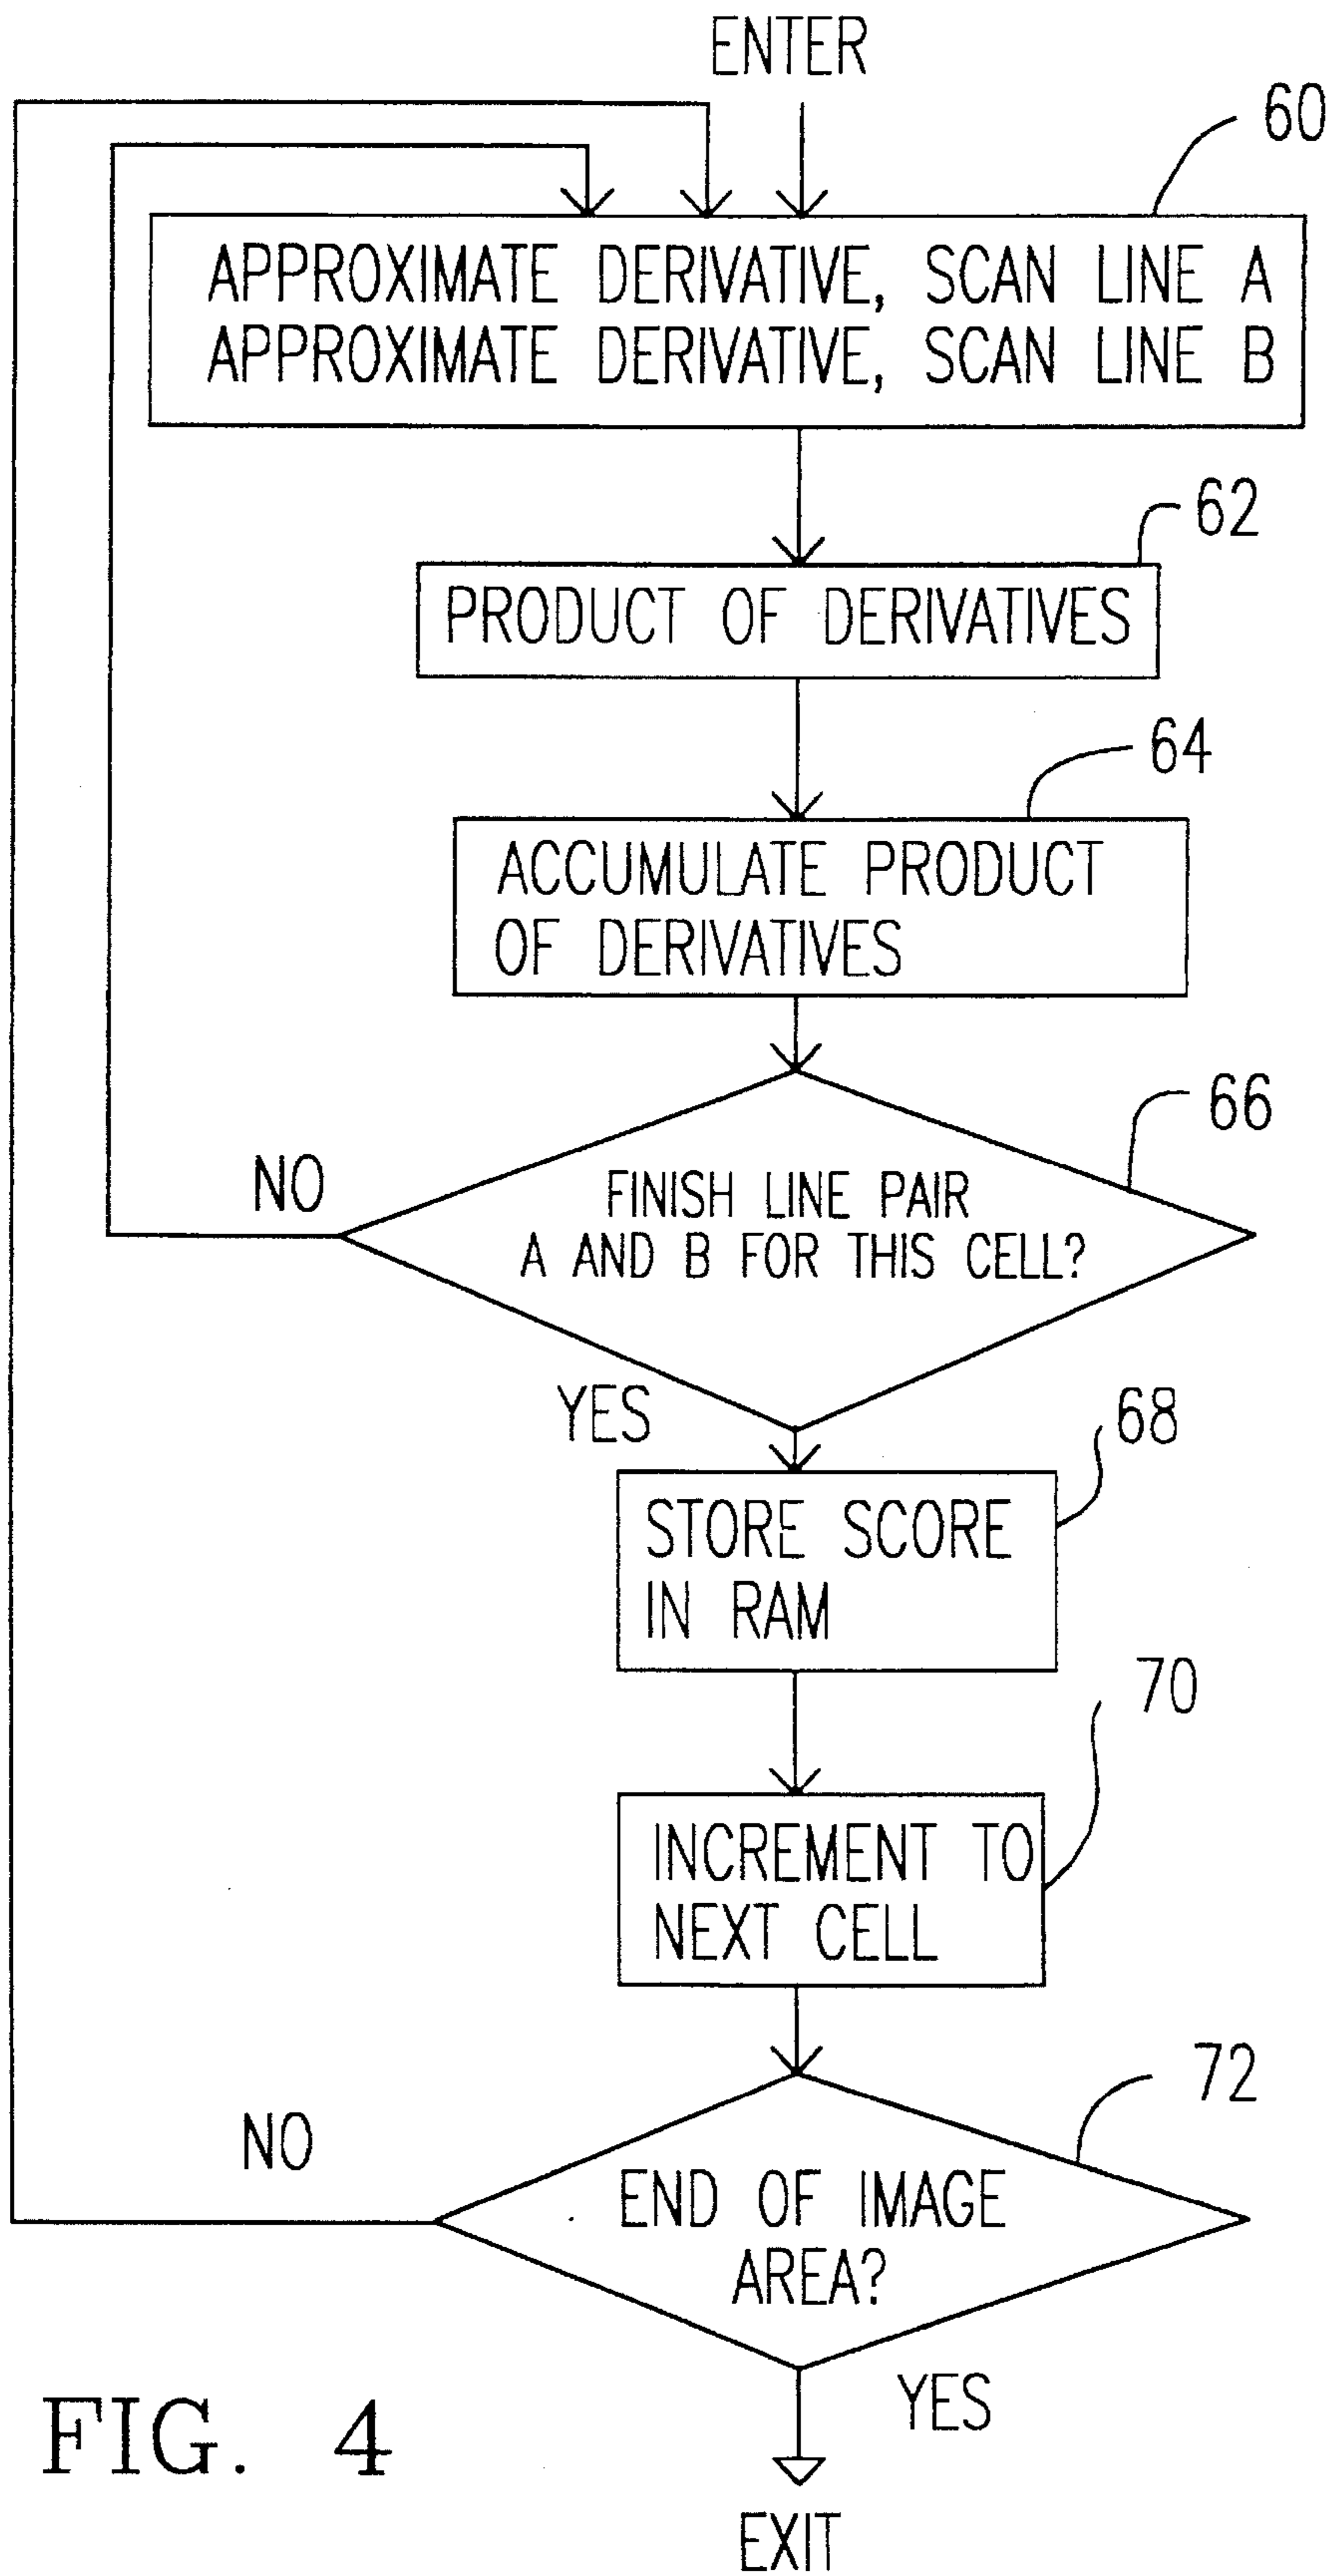 ENTER
60
APPROXIMATE DERIVATIVE, SCAN LINE A
APPROXIMATE DERIVATIVE, SCAN LINE B
62
PRODUCT OF DERIVATIVES
64
ACCUMULATE PRODUCT
OF DERIVATIVES
66
NO
FINISH LINE PAIR
A AND B FOR THIS CELL?
YES
68
STORE SCORE
IN RAM
70
INCREMENT TO
NEXT CELL
72
NO
END OF IMAGE
AREA?
YES
FIG. 4
EXIT